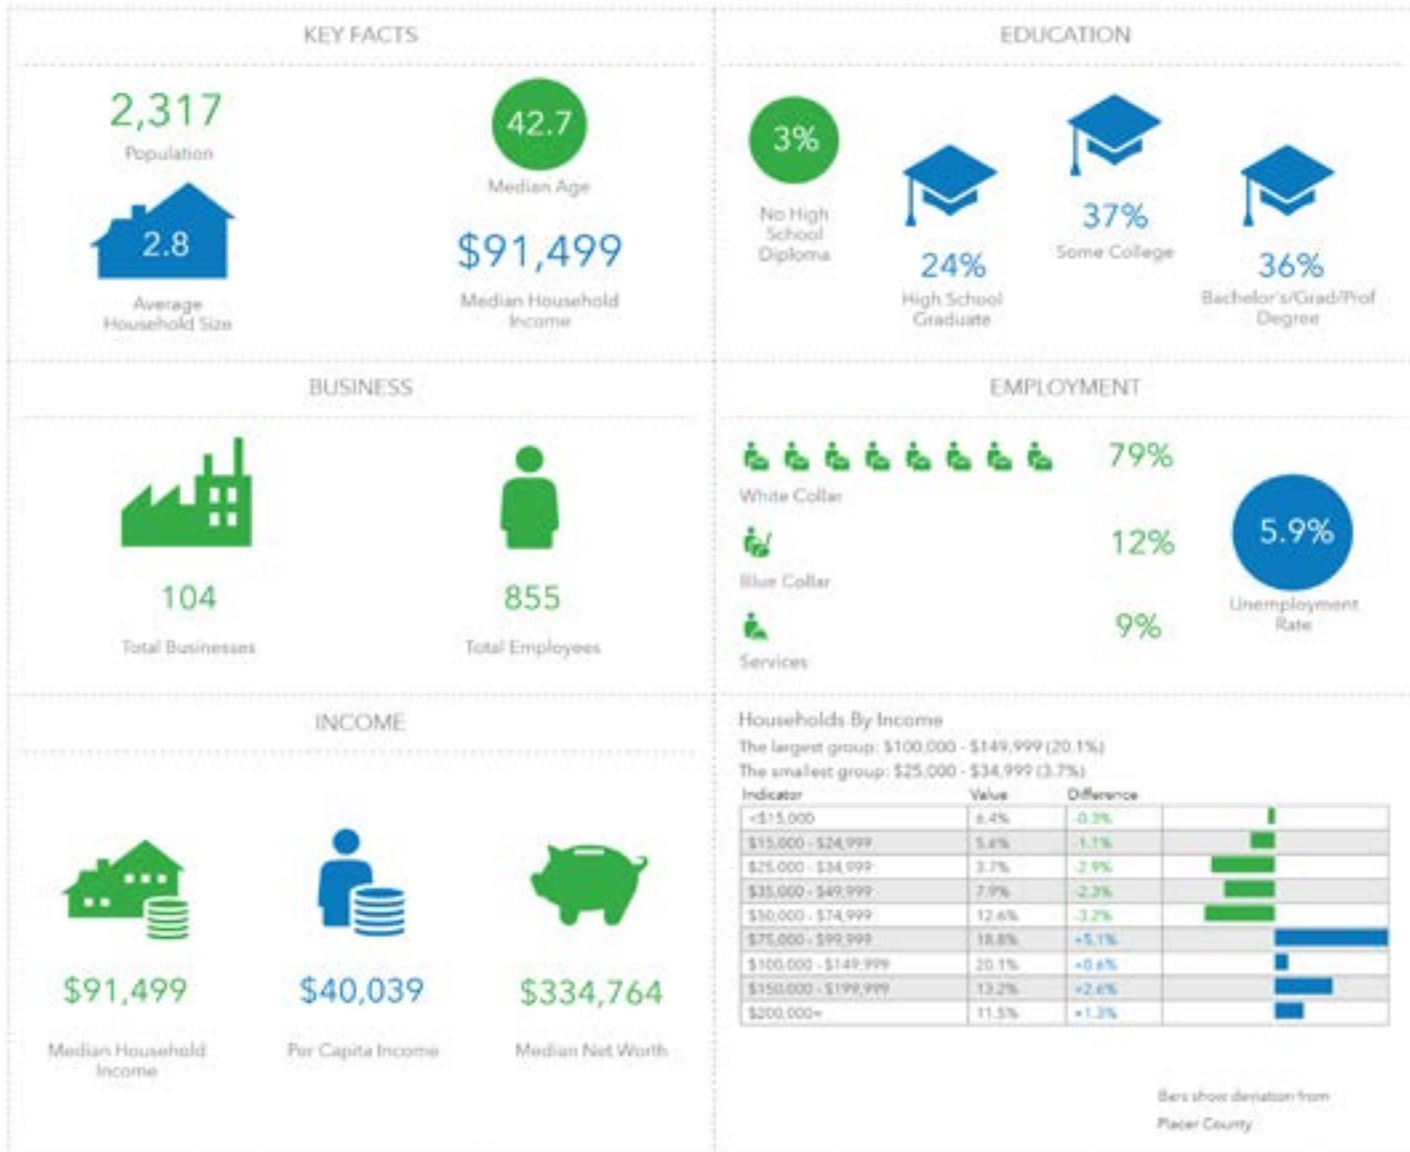 KEY FACTS
2,317
Population
42.7
Median Age
2.8
Average
Household Size
$91,499
Median Household
Income
EDUCATION
3%
No High
School
Diploma
24%
High School
Graduate
37%
Some College
36%
Bachelor's/Grad/Prof
Degree
BUSINESS
104
Total Businesses
855
Total Employees
EMPLOYMENT
79%
White Collar
12%
Blue Collar
9%
Services
5.9%
Unemployment
Rate
INCOME
$91,499
Median Household
Income
$40,039
Per Capita Income
$334,764
Median Net Worth
Households By Income
The largest group: $100,000 - $149,999 (20.1%)
The smallest group: $25,000 - $34,999 (3.7%)
Indicator Value Difference
<$15,000 6.4% -0.3%
$15,000 - $24,999 5.6% -1.1%
$25,000 - $34,999 3.7% -2.9%
$35,000 - $49,999 7.9% -2.3%
$50,000 - $74,999 12.6% -3.2%
$75,000 - $99,999 18.8% +5.1%
$100,000 - $149,999 20.1% +0.6%
$150,000 - $199,999 13.2% +2.6%
$200,000+ 11.5% +1.3%
Bars show deviation from
Placer County